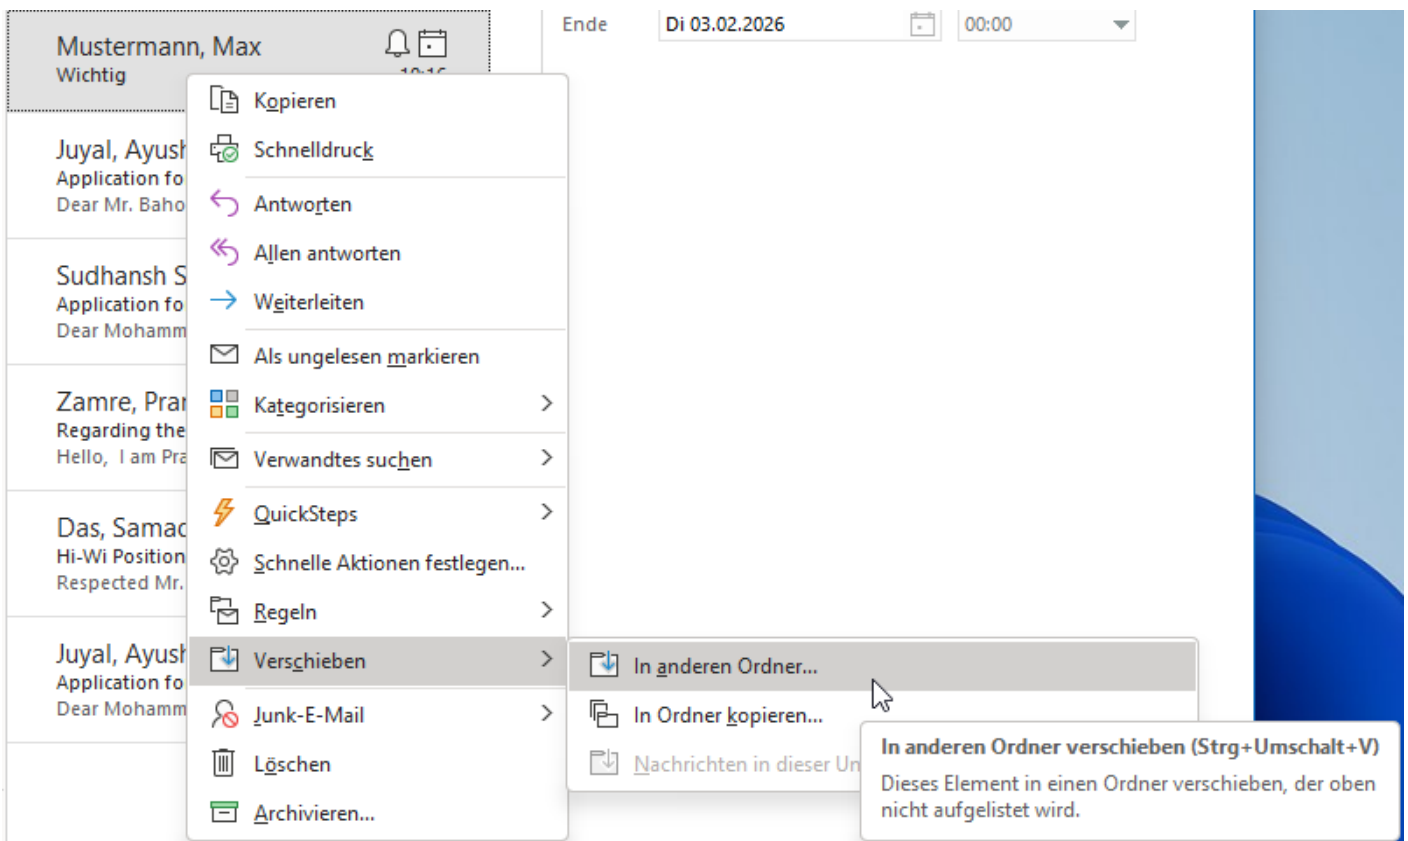 Ende Di 03.02.2026 00:00
Mustermann, Max
Wichtig
Juyal, Ayush
Application fo
Dear Mr. Baho
Sudhansh S
Application fo
Dear Mohamm
Zamre, Pra
Regarding the
Hello, I am Pra
Das, Samad
Hi-Wi Position
Respected Mr.
Juyal, Ayush
Application fo
Dear Mohamm
Kopieren
Schnelldruck
Antworten
Allen antworten
Weiterleiten
Als ungelesen markieren
Kategorisieren
Verwandtes suchen
QuickSteps
Schnelle Aktionen festlegen...
Regeln
Verschieben
Junk-E-Mail
Löschen
Archivieren...
In anderen Ordner...
In Ordner kopieren...
Nachrichten in dieser Un
In anderen Ordner verschieben (Strg+Umschalt+V)
Dieses Element in einen Ordner verschieben, der oben
nicht aufgelistet wird.